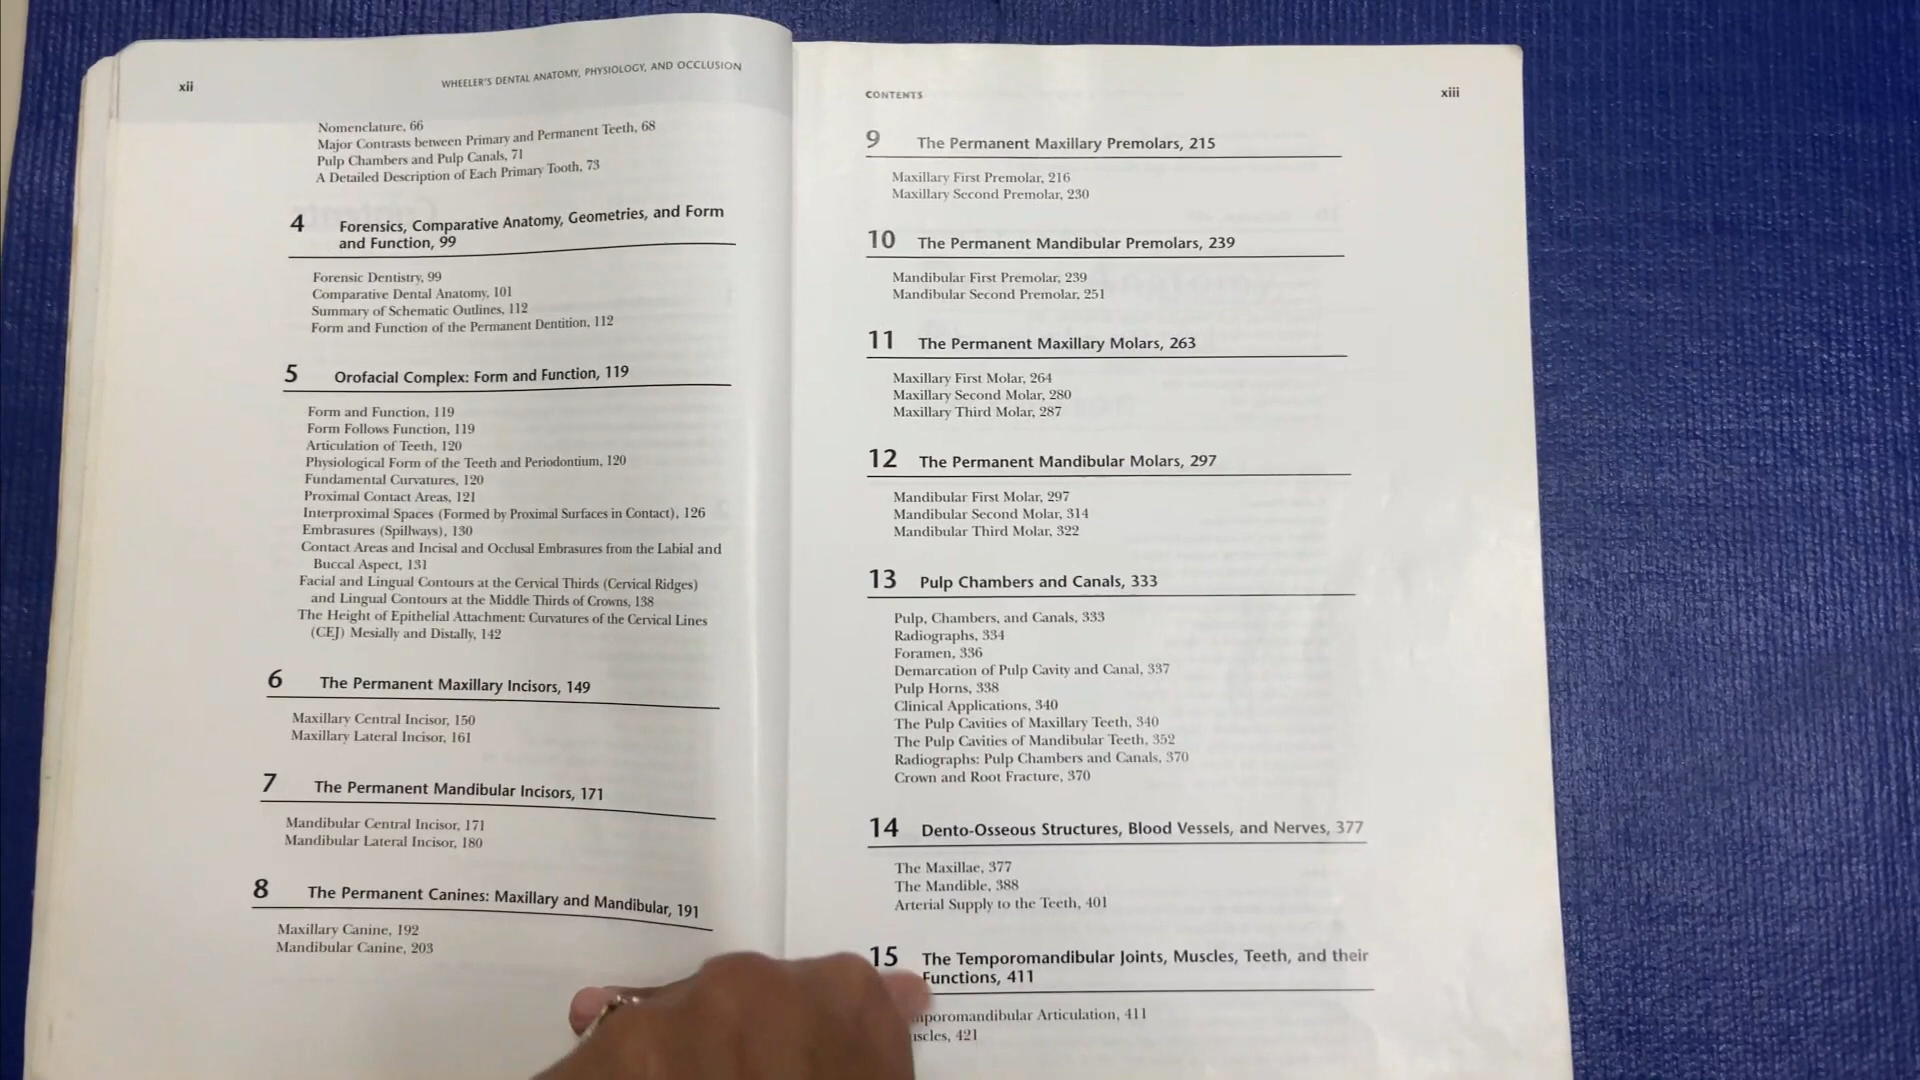 xii
WHEELER'S DENTAL ANATOMY, PHYSIOLOGY, AND OCCLUSION
Nomenclature, 66
Major Contrasts between Primary and Permanent Teeth, 68
Pulp Chambers and Pulp Canals, 71
A Detailed Description of Each Primary Tooth, 73
4 Forensics, Comparative Anatomy, Geometries, and Form
and Function, 99
Forensic Dentistry, 99
Comparative Dental Anatomy, 101
Summary of Schematic Outlines, 112
Form and Function of the Permanent Dentition, 112
5 Orofacial Complex: Form and Function, 119
Form and Function, 119
Form Follows Function, 119
Articulation of Teeth, 120
Physiological Form of the Teeth and Periodontium, 120
Fundamental Curvatures, 120
Proximal Contact Areas, 121
Interproximal Spaces (Formed by Proximal Surfaces in Contact), 126
Embrasures (Spillways), 130
Contact Areas and Incisal and Occlusal Embrasures from the Labial and
Buccal Aspect, 131
Facial and Lingual Contours at the Cervical Thirds (Cervical Ridges)
and Lingual Contours at the Middle Thirds of Crowns, 138
The Height of Epithelial Attachment: Curvatures of the Cervical Lines
(CEJ) Mesially and Distally, 142
6 The Permanent Maxillary Incisors, 149
Maxillary Central Incisor, 150
Maxillary Lateral Incisor, 161
7 The Permanent Mandibular Incisors, 171
Mandibular Central Incisor, 171
Mandibular Lateral Incisor, 180
8 The Permanent Canines: Maxillary and Mandibular, 191
Maxillary Canine, 192
Mandibular Canine, 203
CONTENTS
xiii
9 The Permanent Maxillary Premolars, 215
Maxillary First Premolar, 216
Maxillary Second Premolar, 230
10 The Permanent Mandibular Premolars, 239
Mandibular First Premolar, 239
Mandibular Second Premolar, 251
11 The Permanent Maxillary Molars, 263
Maxillary First Molar, 264
Maxillary Second Molar, 280
Maxillary Third Molar, 287
12 The Permanent Mandibular Molars, 297
Mandibular First Molar, 297
Mandibular Second Molar, 314
Mandibular Third Molar, 322
13 Pulp Chambers and Canals, 333
Pulp, Chambers, and Canals, 333
Radiographs, 334
Foramen, 336
Demarcation of Pulp Cavity and Canal, 337
Pulp Horns, 338
Clinical Applications, 340
The Pulp Cavities of Maxillary Teeth, 340
The Pulp Cavities of Mandibular Teeth, 352
Radiographs: Pulp Chambers and Canals, 370
Crown and Root Fracture, 370
14 Dento-Osseous Structures, Blood Vessels, and Nerves, 377
The Maxillae, 377
The Mandible, 388
Arterial Supply to the Teeth, 401
15 The Temporomandibular Joints, Muscles, Teeth, and their
Functions, 411
Articulation, 411
421